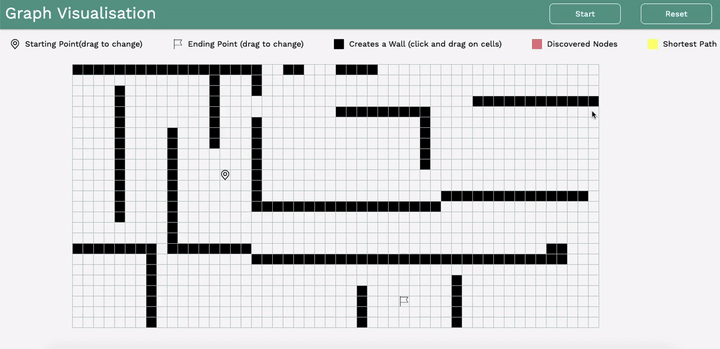 Graph Visualisation
Start
Reset
Starting Point(drag to change)
Ending Point (drag to change)
Creates a Wall (click and drag on cells)
Discovered Nodes
Shortest Path